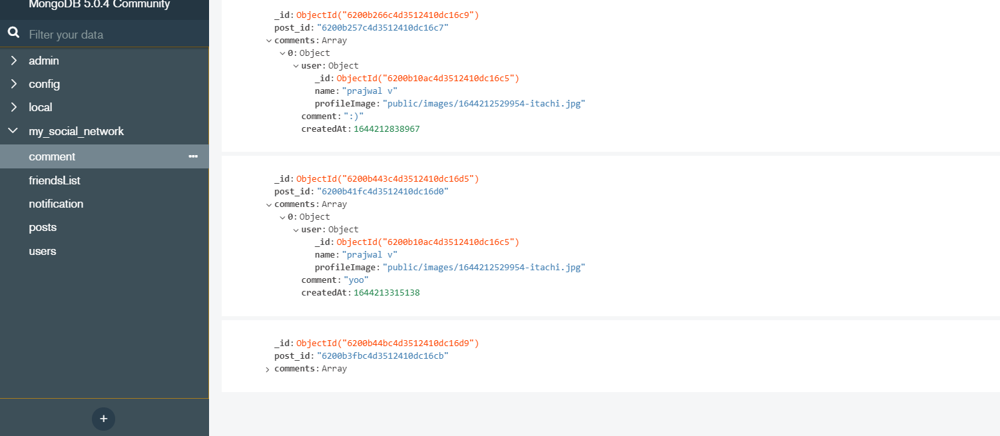 MongoDB 5.0.4 Community
Filter your data
admin
config
local
my_social_network
comment
friendsList
notification
posts
users
+
_id: ObjectId("6200b266c4d3512410dc16c9")
post_id: "6200b257c4d3512410dc16c7"
comments: Array
0: Object
user: Object
_id: ObjectId("6200b10ac4d3512410dc16c5")
name: "prajwal v"
profileImage: "public/images/1644212529954-itachi.jpg"
comment: ":)"
createdAt: 1644212838967
_id: ObjectId("6200b443c4d3512410dc16d5")
post_id: "6200b41fc4d3512410dc16d0"
comments: Array
0: Object
user: Object
_id: ObjectId("6200b10ac4d3512410dc16c5")
name: "prajwal v"
profileImage: "public/images/1644212529954-itachi.jpg"
comment: "yoo"
createdAt: 1644213315138
_id: ObjectId("6200b44bc4d3512410dc16d9")
post_id: "6200b3fbc4d3512410dc16cb"
comments: Array